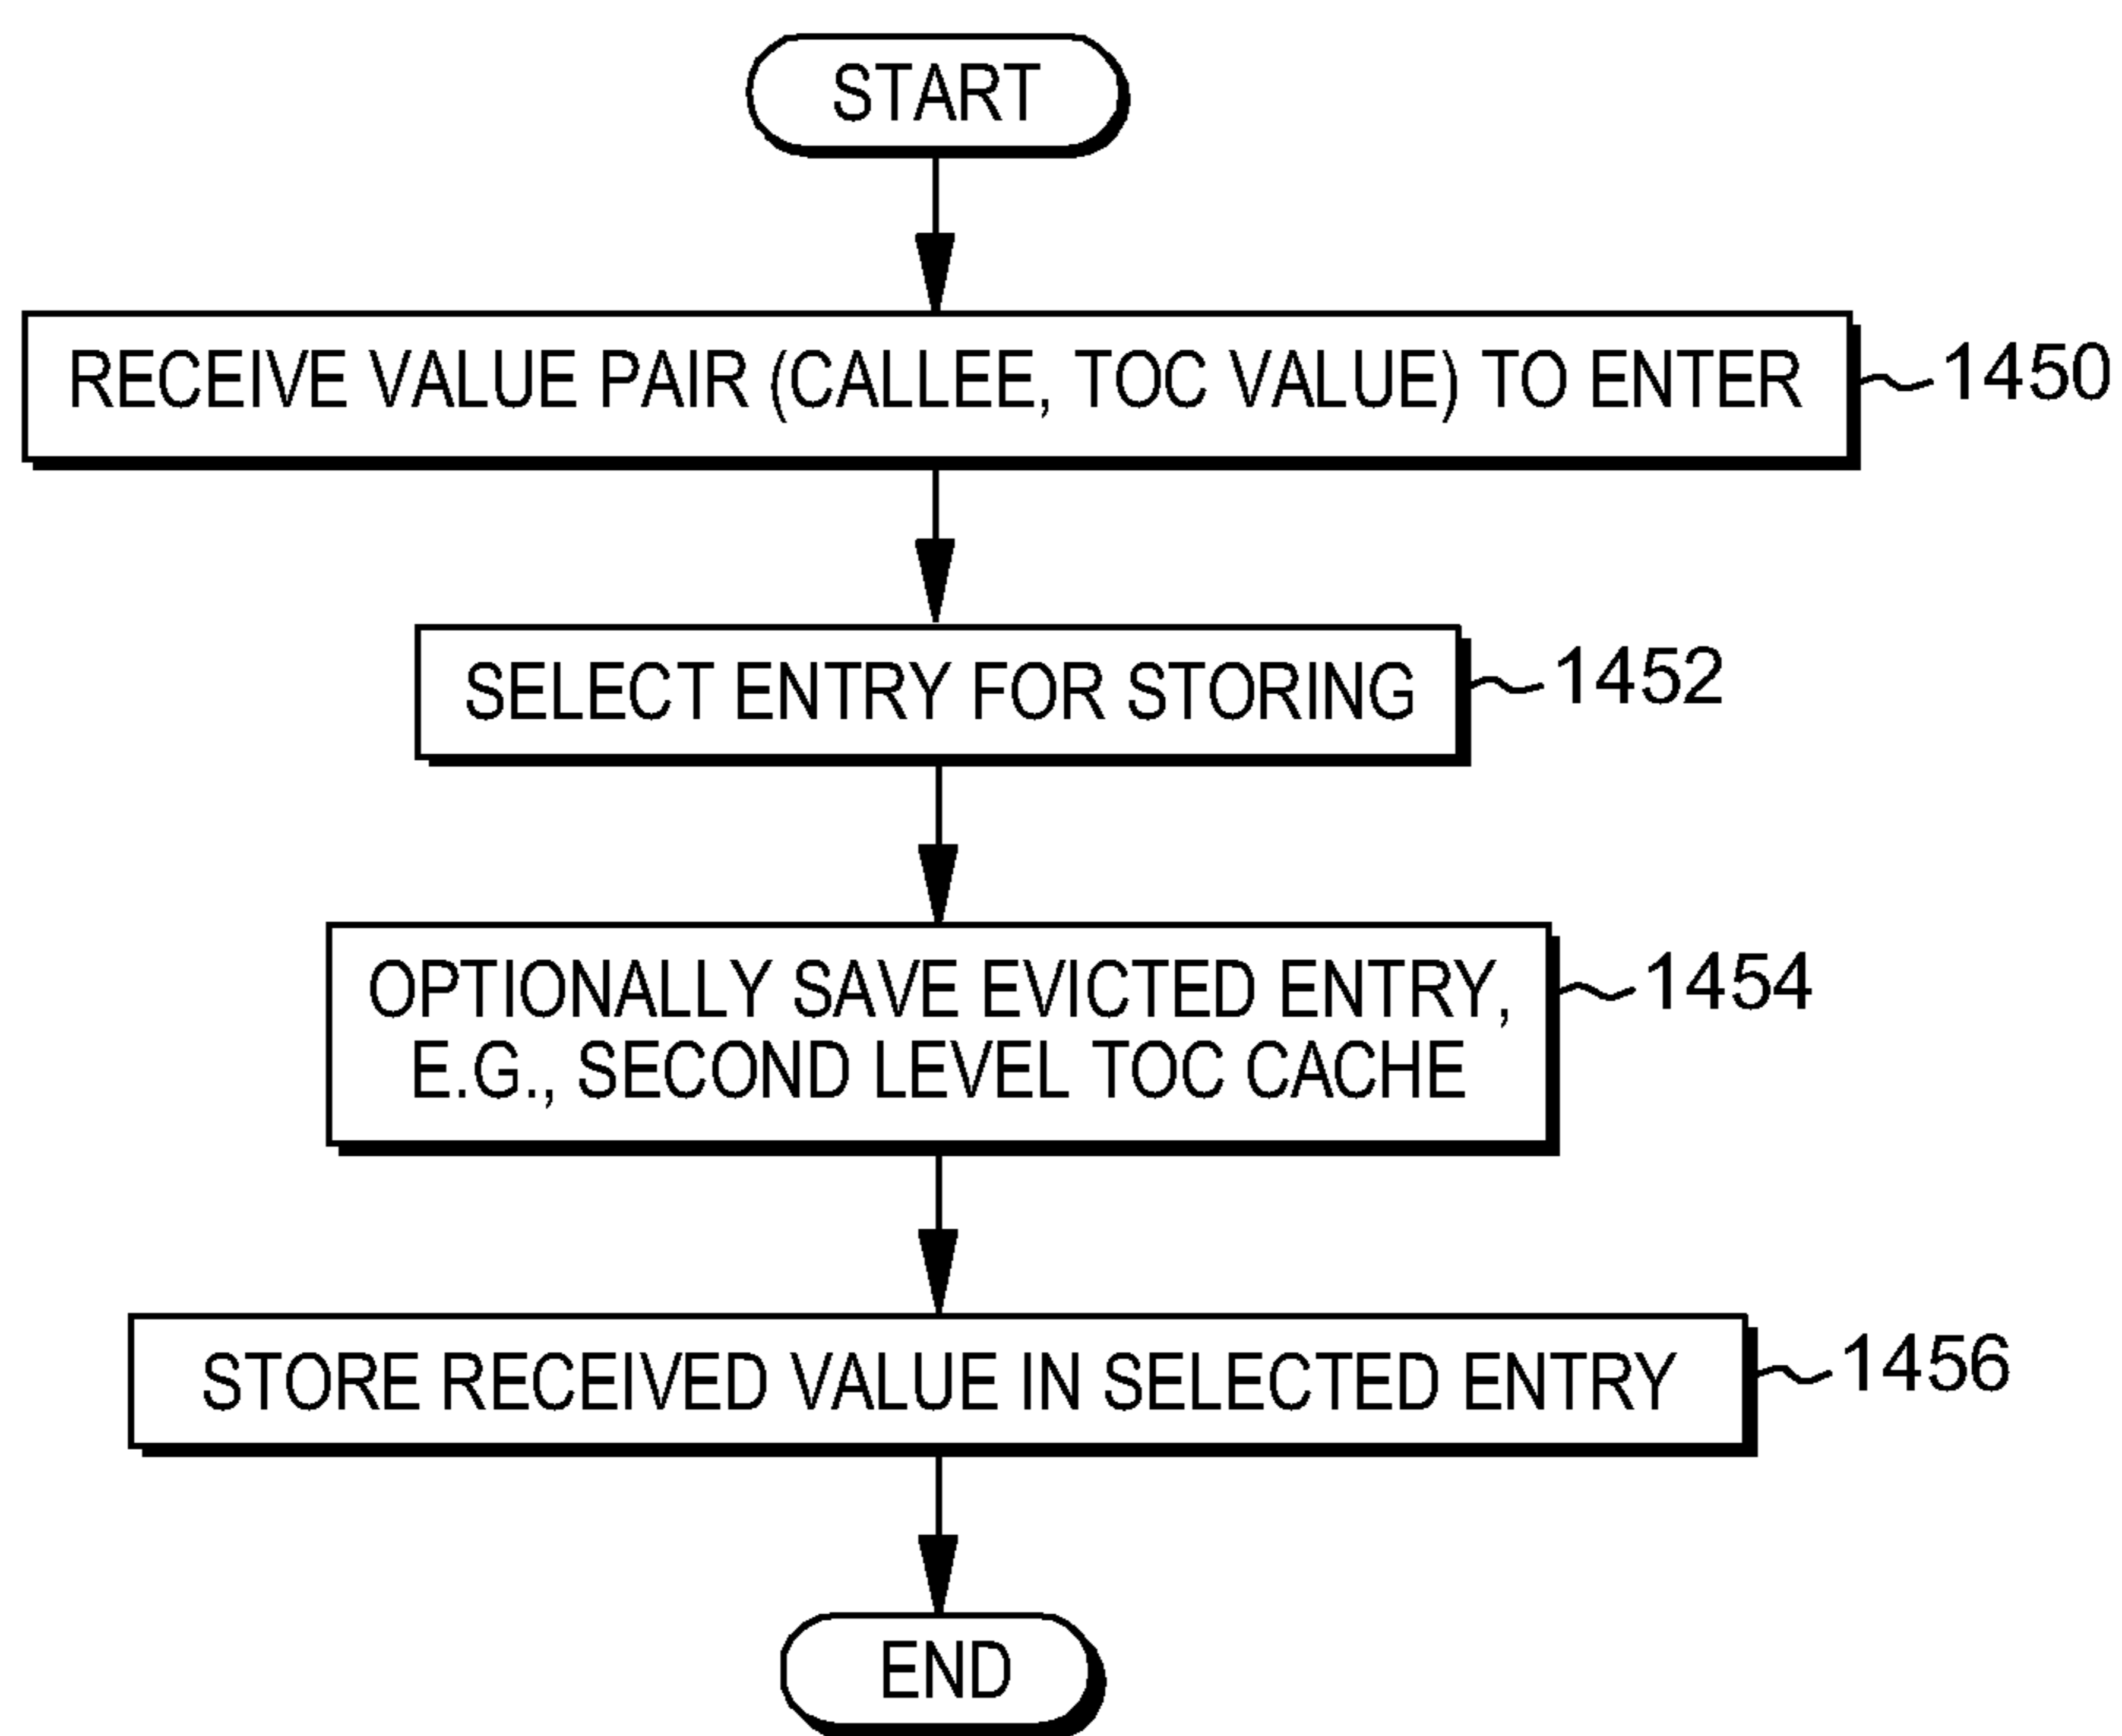 START
RECEIVE VALUE PAIR (CALLEE, TOC VALUE) TO ENTER
1450
SELECT ENTRY FOR STORING
1452
OPTIONALLY SAVE EVICTED ENTRY,
E.G., SECOND LEVEL TOC CACHE
1454
STORE RECEIVED VALUE IN SELECTED ENTRY
1456
END